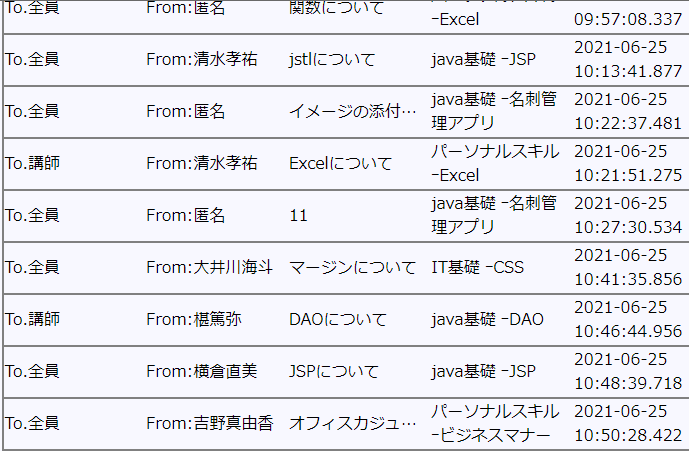 To.全員 From:匿名 関数について
-Excel 09:57:08.337
To.全員 From:清水孝祐 jstlについて java基礎 -JSP 2021-06-25
10:13:41.877
To.全員 From:匿名 イメージの添付… java基礎 -名刺管 2021-06-25
理アプリ 10:22:37.481
To.講師 From:清水孝祐 Excelについて パーソナルスキル 2021-06-25
-Excel 10:21:51.275
To.全員 From:匿名 11 java基礎 -名刺管 2021-06-25
理アプリ 10:27:30.534
To.全員 From:大井川海斗 マージンについて IT基礎 -CSS 2021-06-25
10:41:35.856
To.講師 From:椹篤弥 DAOについて java基礎 -DAO 2021-06-25
10:46:44.956
To.全員 From:横倉直美 JSPについて java基礎 -JSP 2021-06-25
10:48:39.718
To.全員 From:吉野真由香 オフィスカジュ… パーソナルスキル 2021-06-25
-ビジネスマナー 10:50:28.422